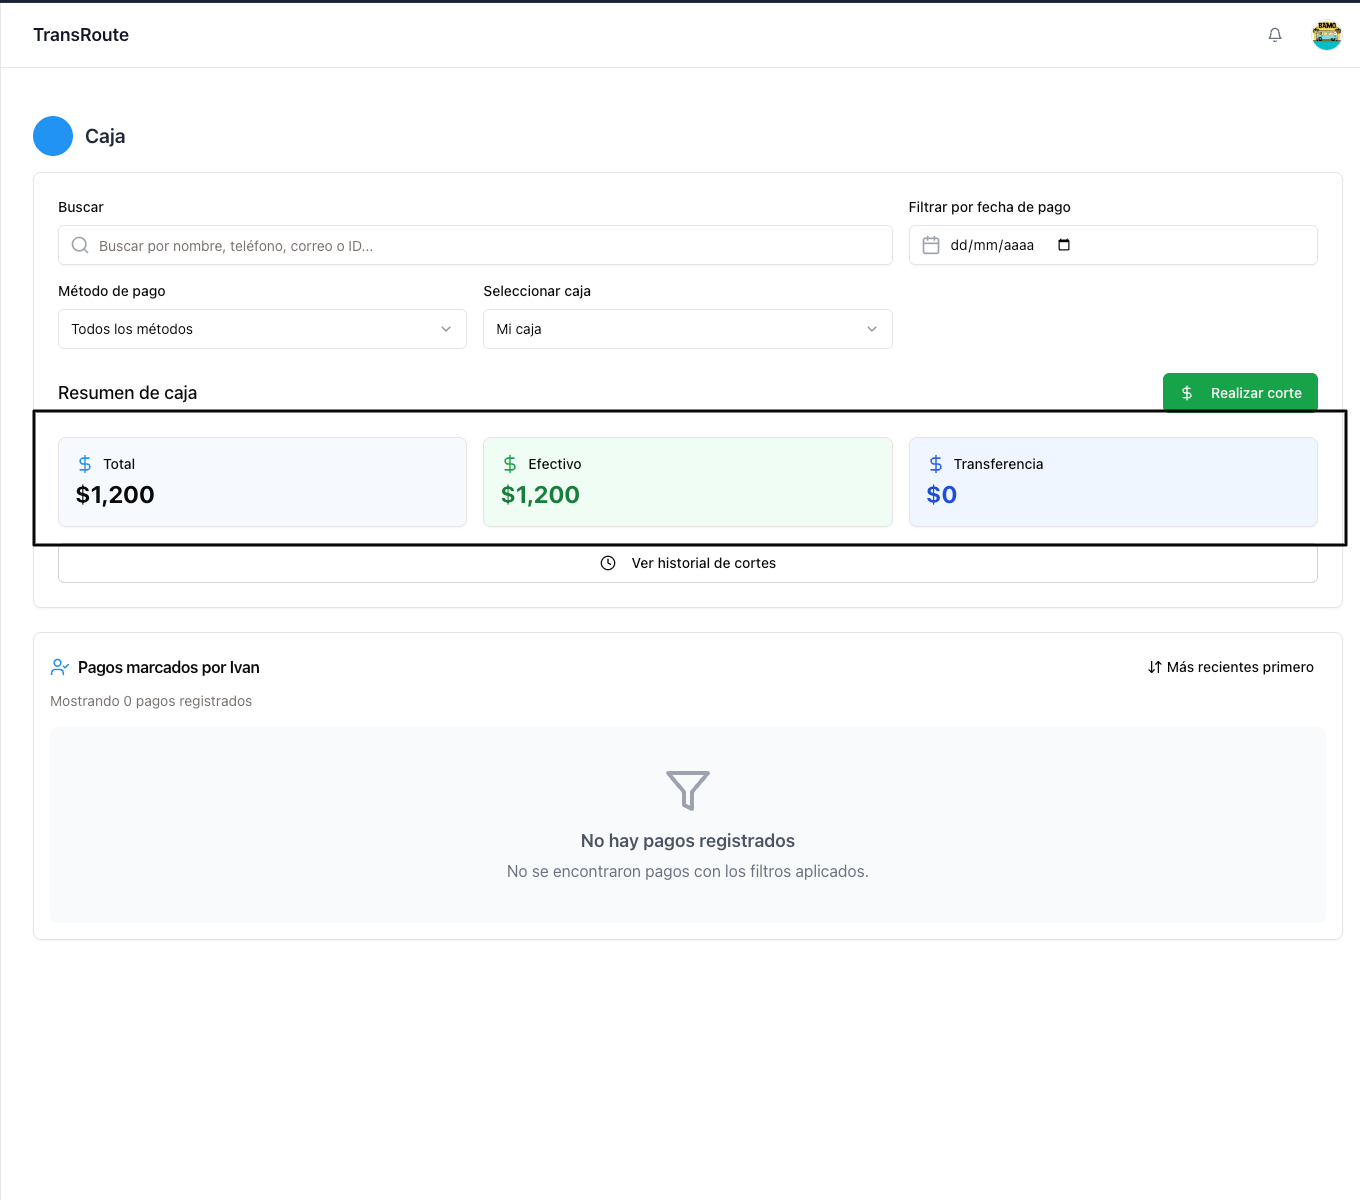 TransRoute
BAMO
Caja
Buscar
Buscar por nombre, teléfono, correo o ID...
Filtrar por fecha de pago
dd/mm/aaaa
Método de pago
Todos los métodos
Seleccionar caja
Mi caja
Resumen de caja
Realizar corte
Total
$1,200
Efectivo
$1,200
Transferencia
$0
Ver historial de cortes
Pagos marcados por Ivan
Más recientes primero
Mostrando 0 pagos registrados
No hay pagos registrados
No se encontraron pagos con los filtros aplicados.